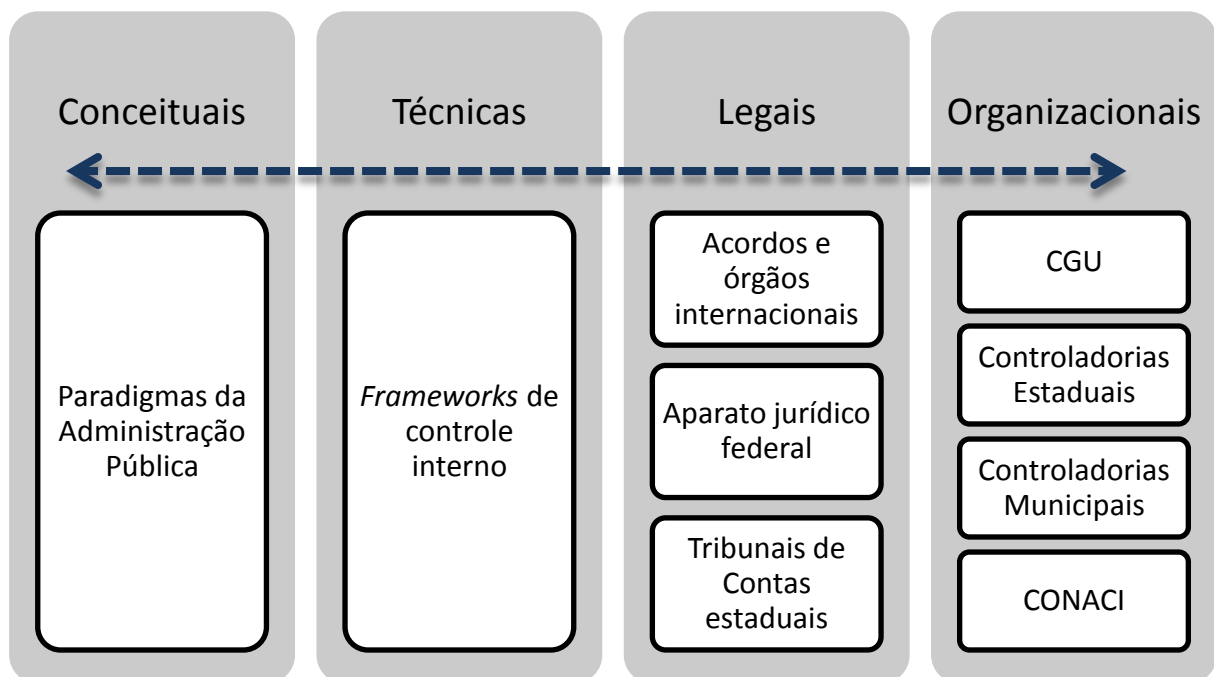 Conceituais
Paradigmas da
Administração
Pública
Técnicas
Frameworks de
controle
interno
Legais
Acordos e
órgãos
internacionais
Aparato jurídico
federal
Tribunais de
Contas
estaduais
Organizacionais
CGU
Controladorias
Estaduais
Controladorias
Municipais
CONACI